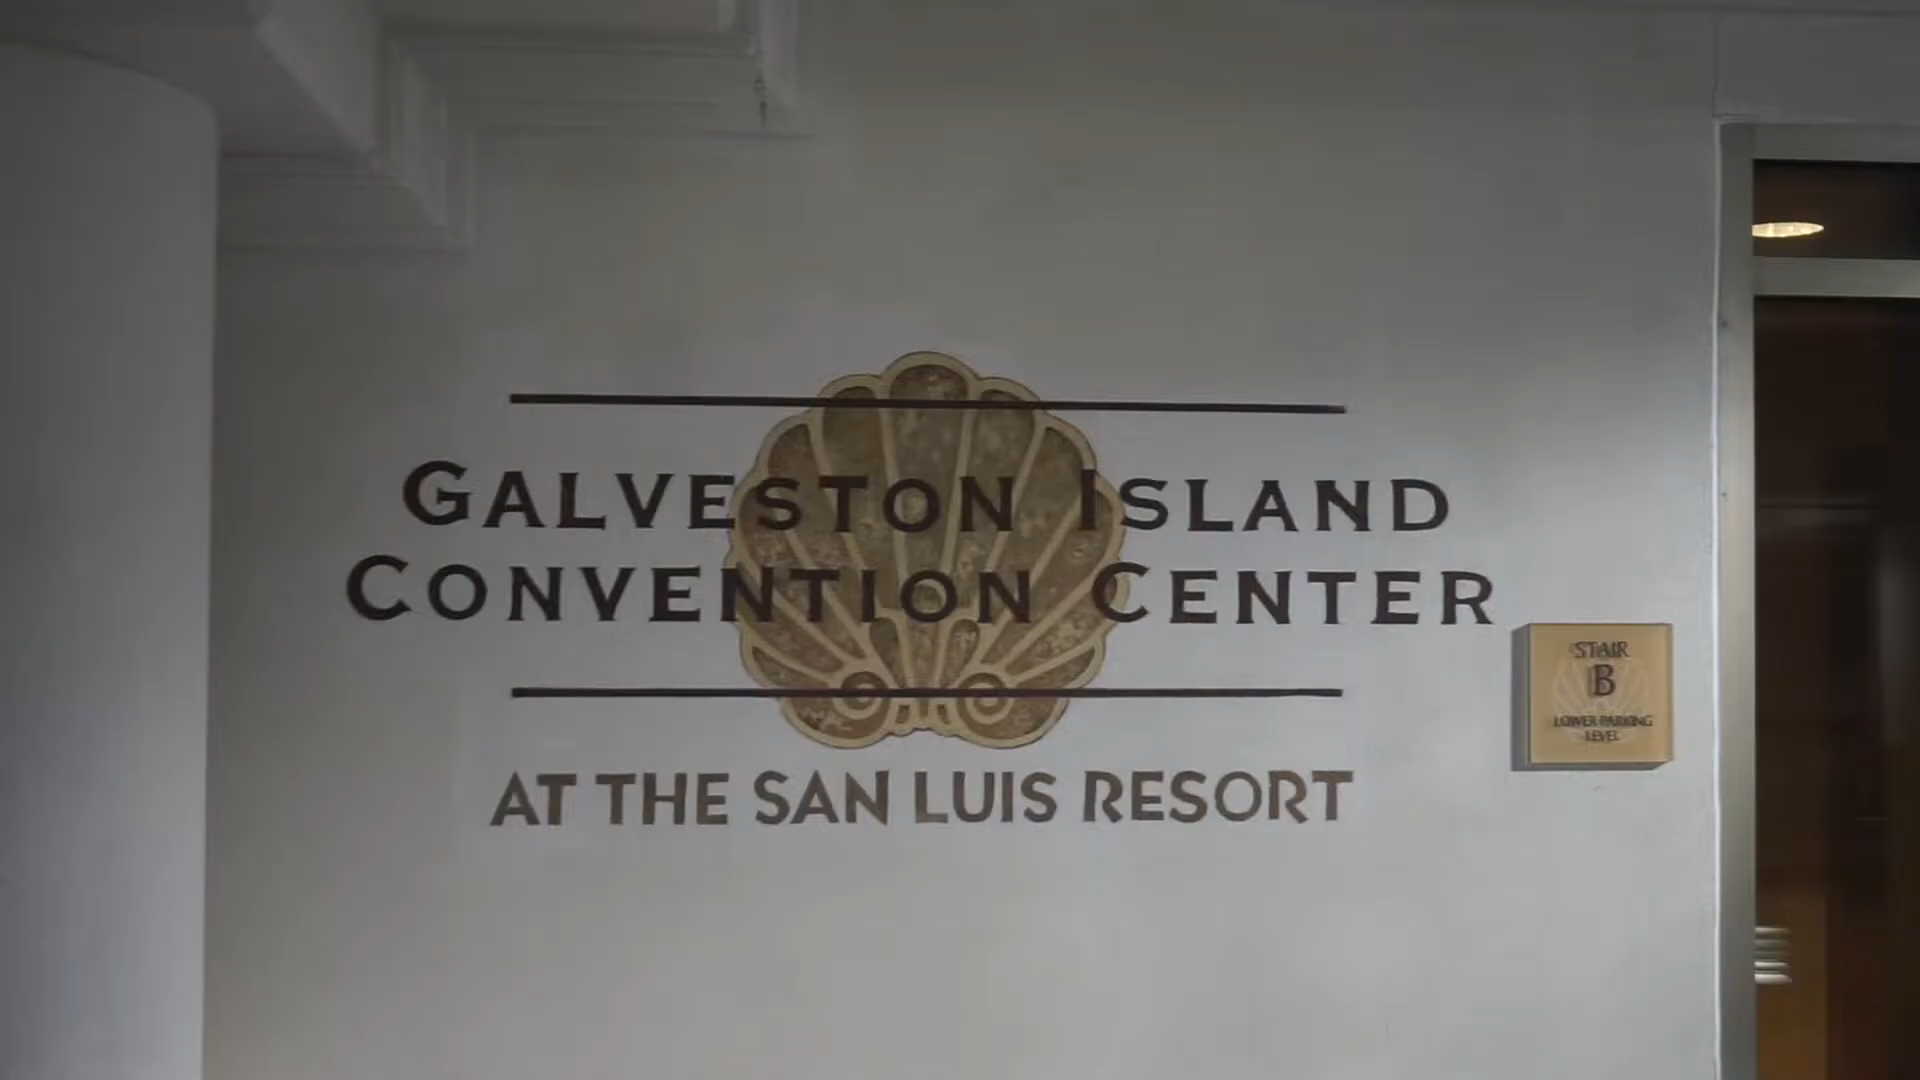 GALVESTON ISLAND
CONVENTION CENTER
AT THE SAN LUIS RESORT
STAIR
B
LOWER PARKING
LEVEL